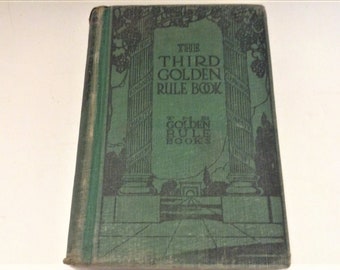 THE
THIRD
GOLDEN
RULE BOOK
THE
GOLDEN
RULE
BOOKS